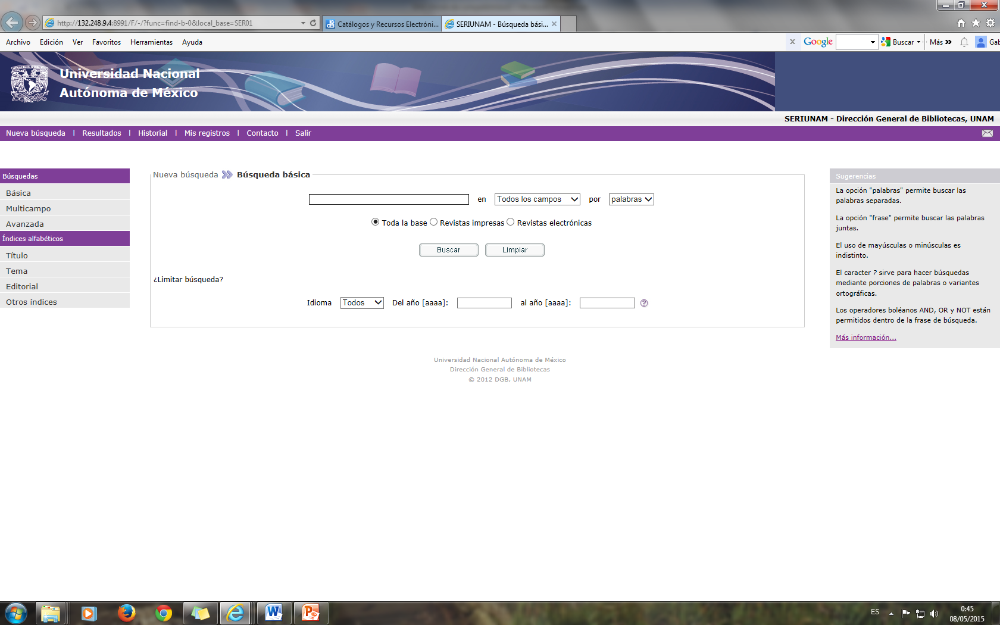 http://132.248.9.4:8991/F/-/?func=find-b-0&local_base=SER01
Catálogos y Recursos Electróni...
SERIUNAM - Búsqueda bási...
Archivo Edición Ver Favoritos Herramientas Ayuda
x Google Buscar Más » Gab
Universidad Nacional
Autónoma de México
SERIUNAM - Dirección General de Bibliotecas, UNAM
Nueva búsqueda | Resultados | Historial | Mis registros | Contacto | Salir
Búsquedas
Básica
Multicampo
Avanzada
Índices alfabéticos
Título
Tema
Editorial
Otros índices
Nueva búsqueda Búsqueda básica
en Todos los campos por palabras
Toda la base Revistas impresas Revistas electrónicas
Buscar Limpiar
¿Limitar búsqueda?
Idioma Todos Del año [aaaa]: al año [aaaa]: ?
Sugerencias
La opción "palabras" permite buscar las
palabras separadas.
La opción "frase" permite buscar las palabras
juntas.
El uso de mayúsculas o minúsculas es
indistinto.
El caracter ? sirve para hacer búsquedas
mediante porciones de palabras o variantes
ortográficas.
Los operadores boléanos AND, OR y NOT están
permitidos dentro de la frase de búsqueda.
Más información...
Universidad Nacional Autónoma de México
Dirección General de Bibliotecas
© 2012 DGB, UNAM
ES
0:45
08/05/2015